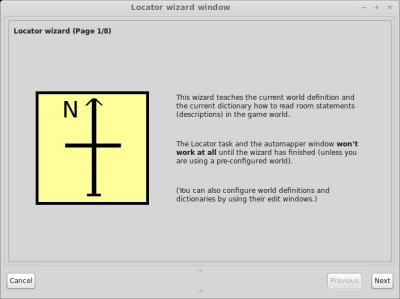 Locator wizard window
Locator wizard (Page 1/8)
N
This wizard teaches the current world definition and
the current dictionary how to read room statements
(descriptions) in the game world.
The Locator task and the automapper window won't
work at all until the wizard has finished (unless you
are using a pre-configured world).
(You can also configure world definitions and
dictionaries by using their edit windows.)
Cancel
Previous
Next